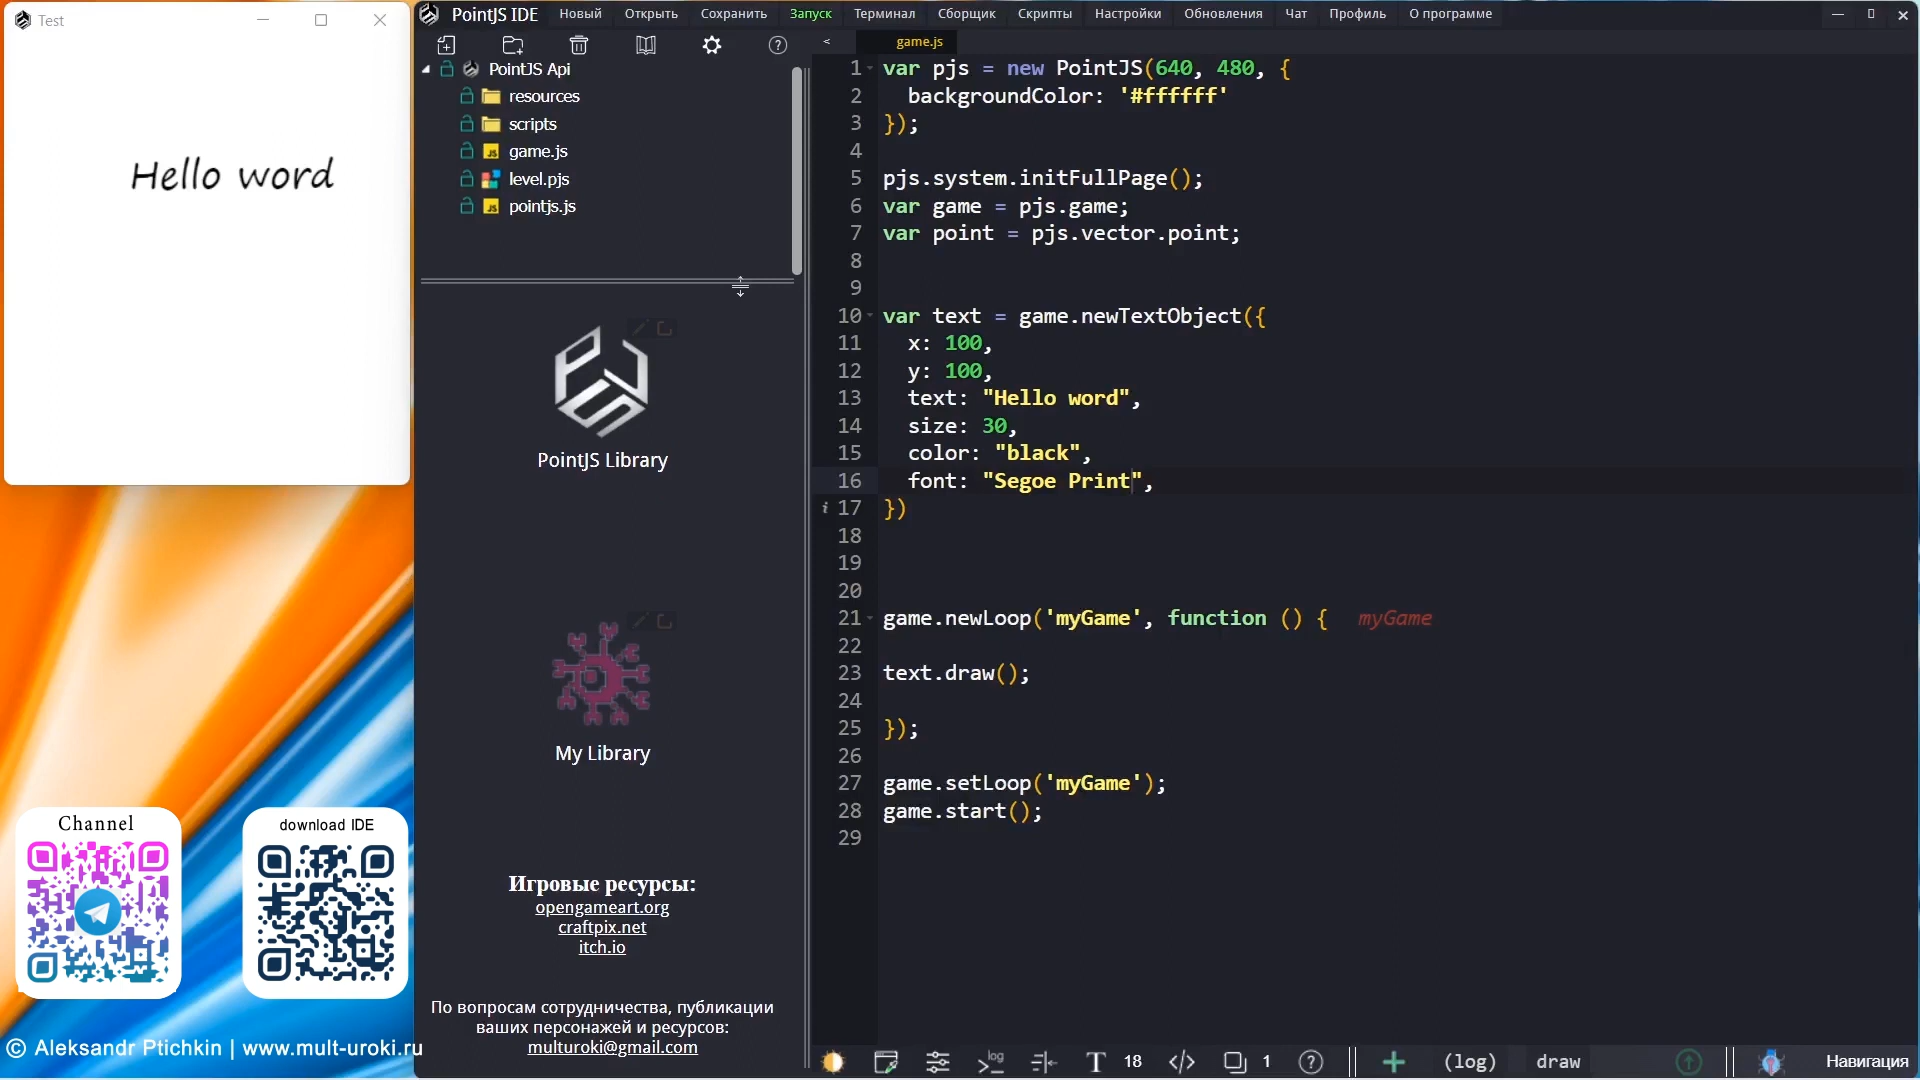 Test
Hello word
Channel
download IDE
© Aleksandr Ptichkin | www.mult-uroki.ru
PointJS IDE
Новый
Открыть
Сохранить
Запуск
Терминал
Сборщик
Скрипты
Настройки
Обновления
Чат
Профиль
О программе
PointJS Api
resources
scripts
game.js
level.pjs
pointjs.js
PointJS Library
My Library
Игровые ресурсы:
opengameart.org
craftpix.net
itch.io
По вопросам сотрудничества, публикации
ваших персонажей и ресурсов:
multuroki@gmail.com
< game.js
1 var pjs = new PointJS(640, 480, {
2 backgroundColor: '#ffffff'
3 });
4
5 pjs.system.initFullPage();
6 var game = pjs.game;
7 var point = pjs.vector.point;
8
9
10 var text = game.newTextObject({
11 x: 100,
12 y: 100,
13 text: "Hello word",
14 size: 30,
15 color: "black",
16 font: "Segoe Print",
i 17 })
18
19
20
21 game.newLoop('myGame', function () { myGame
22
23 text.draw();
24
25 });
26
27 game.setLoop('myGame');
28 game.start();
29
log
T 18 </> 1 ? + (log) draw Навигация